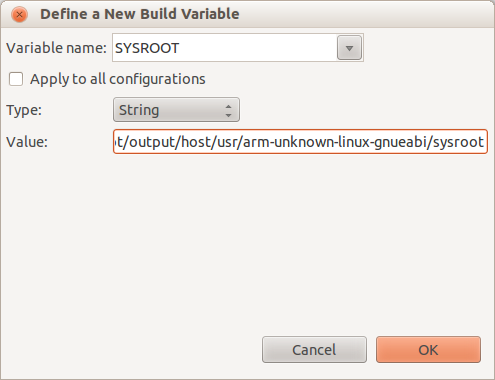 Define a New Build Variable
Variable name: SYSROOT
Apply to all configurations
Type: String
Value: t/output/host/usr/arm-unknown-linux-gnueabi/sysroot
Cancel OK